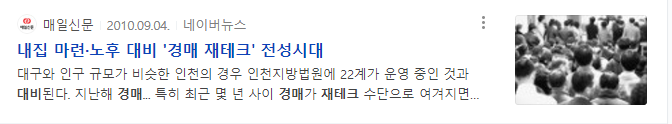 매일신문 2010.09.04. 네이버뉴스
내집 마련·노후 대비 '경매 재테크' 전성시대
대구와 인구 규모가 비슷한 인천의 경우 인천지방법원에 22계가 운영 중인 것과
대비된다. 지난해 경매... 특히 최근 몇 년 사이 경매가 재테크 수단으로 여겨지면...